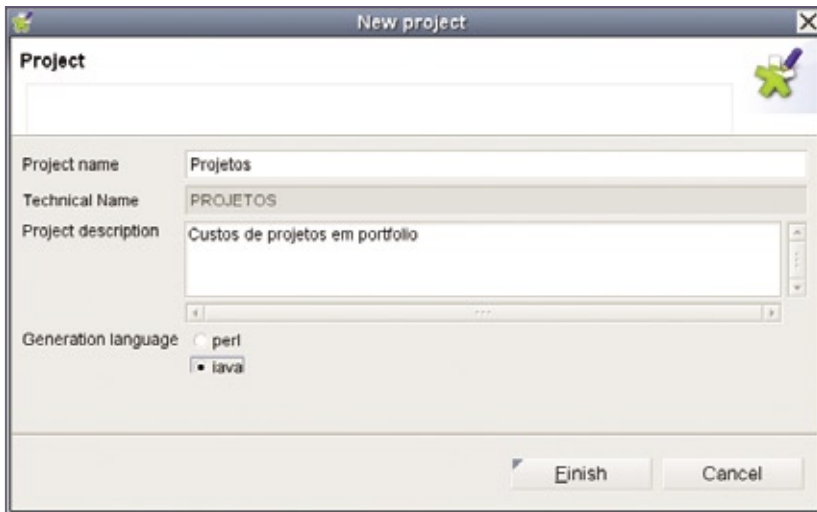 New project
Project
Project name Projetos
Technical Name PROJETOS
Project description Custos de projetos em portfolio
Generation language perl
java
Finish Cancel